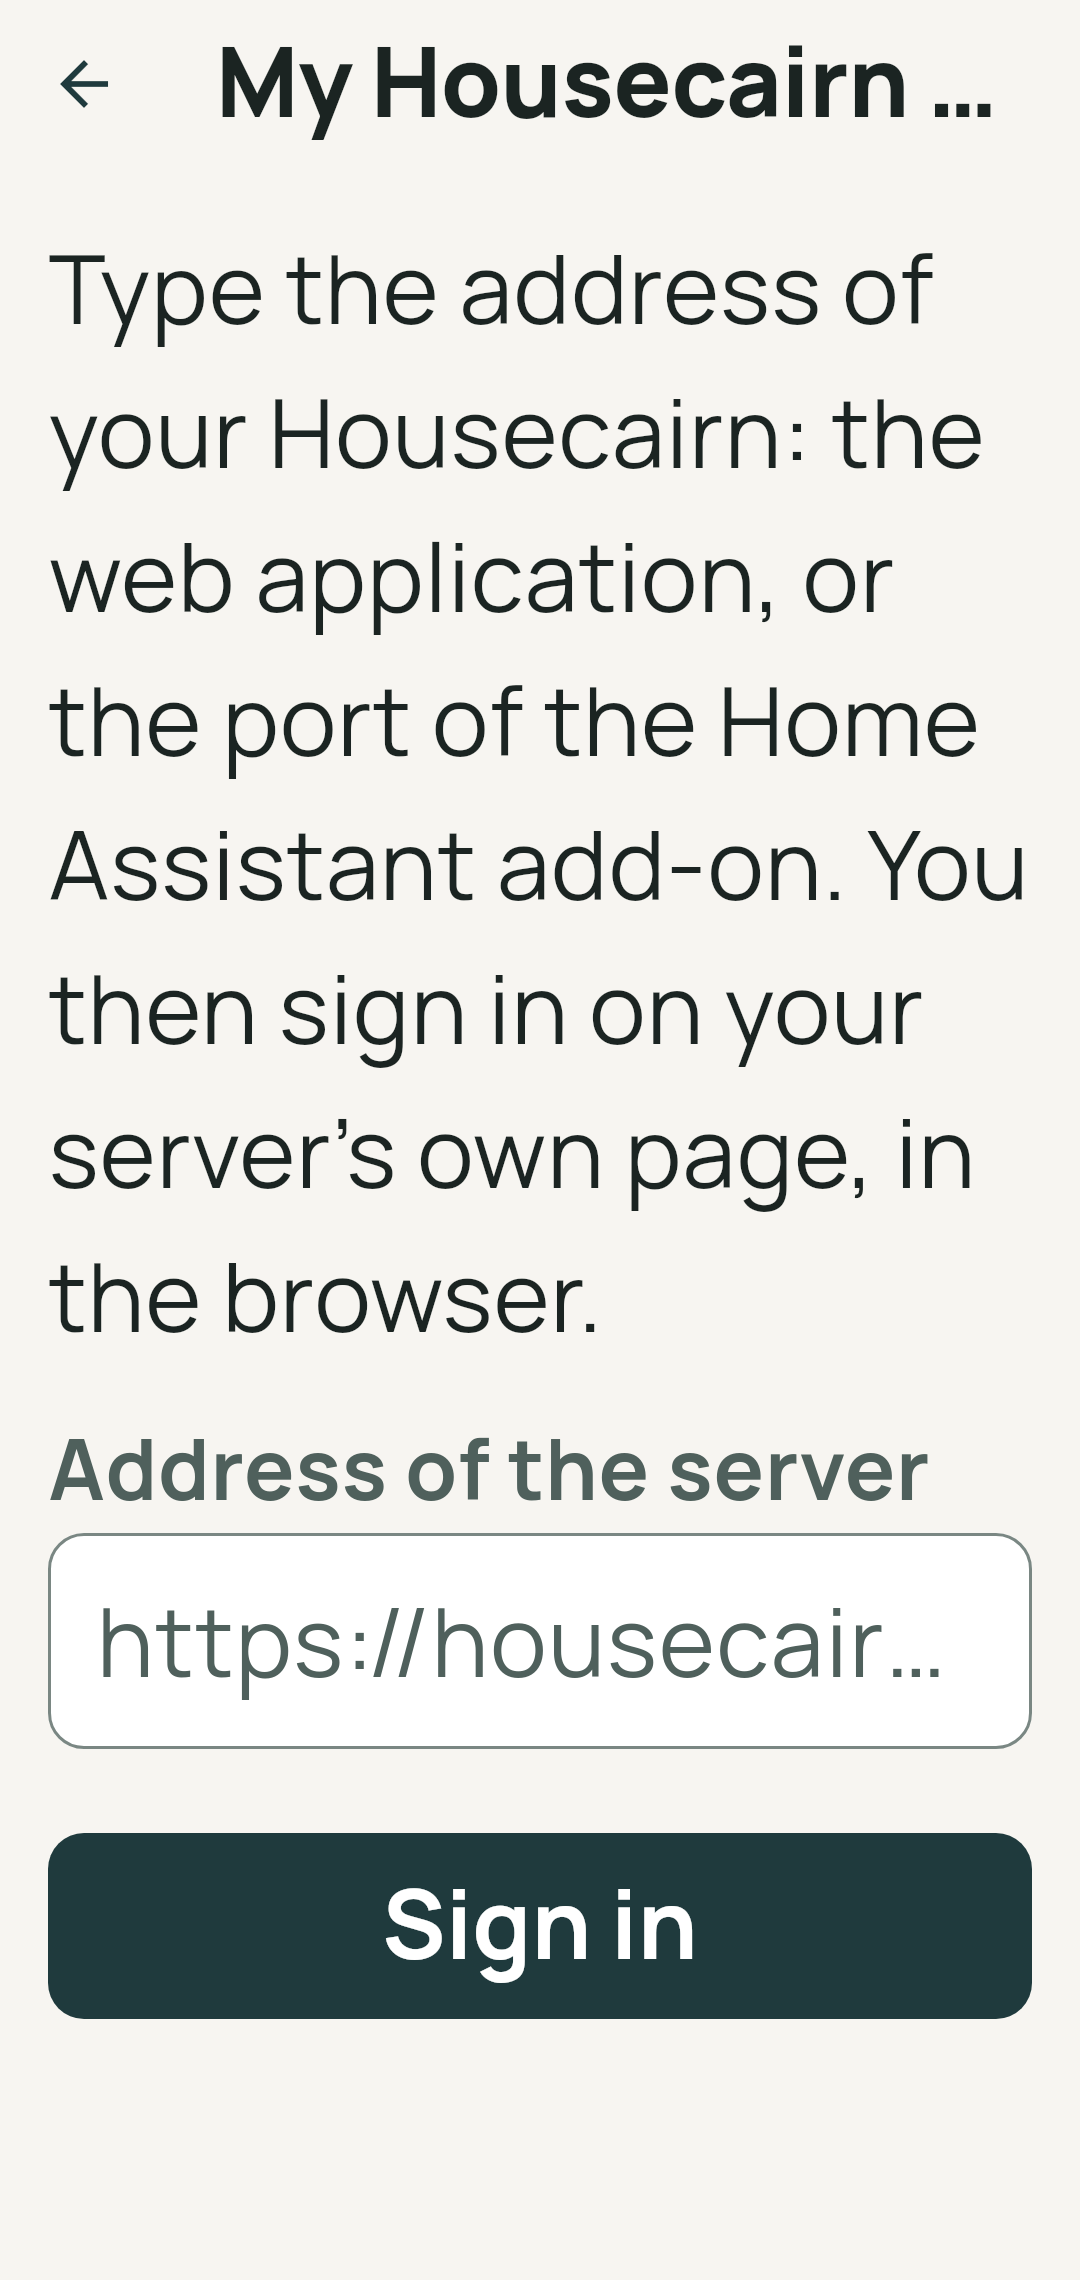 My Housecairn …
Type the address of
your Housecairn: the
web application, or
the port of the Home
Assistant add-on. You
then sign in on your
server’s own page, in
the browser.
Address of the server
https://housecair…
Sign in